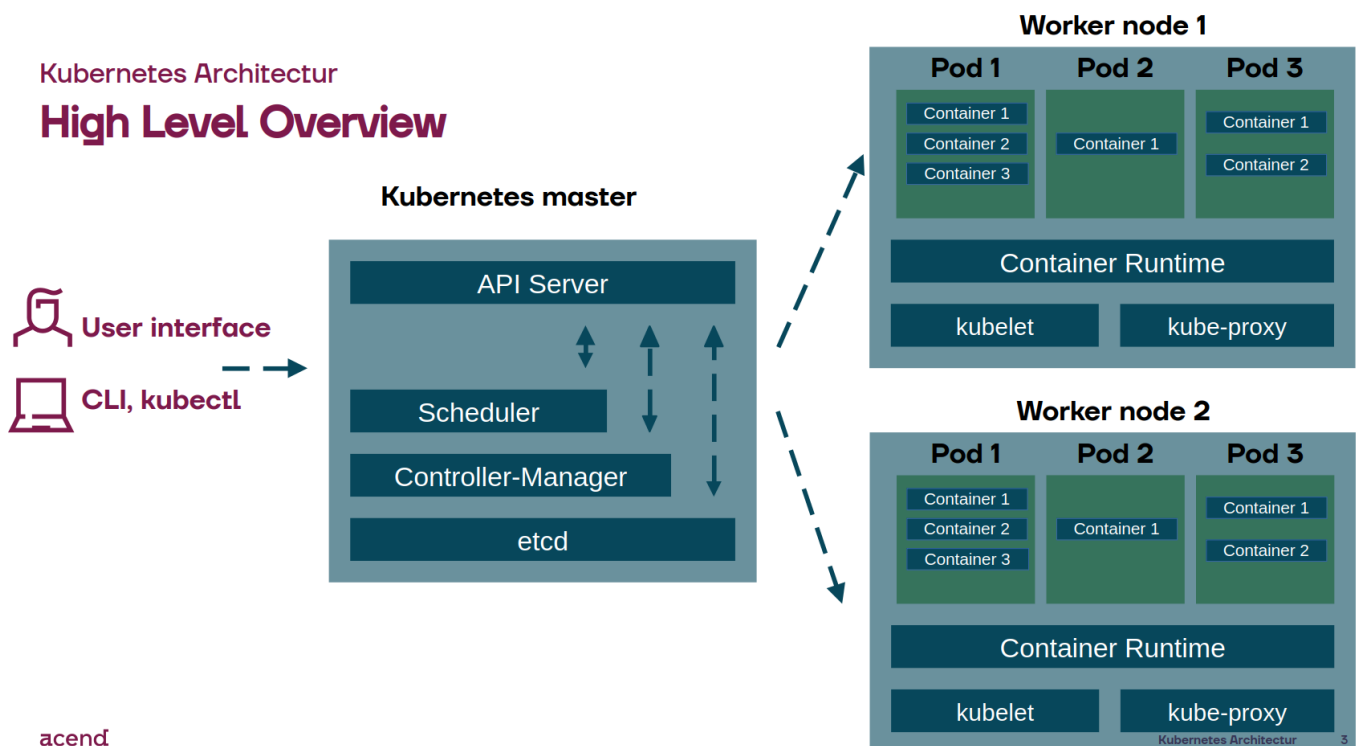 Kubernetes Architectur
High Level Overview
User interface
CLI, kubectl
Kubernetes master
API Server
Scheduler
Controller-Manager
etcd
Worker node 1
Pod 1 Pod 2 Pod 3
Container 1
Container 2
Container 3
Container 1
Container 1
Container 2
Container Runtime
kubelet kube-proxy
Worker node 2
Pod 1 Pod 2 Pod 3
Container 1
Container 2
Container 3
Container 1
Container 1
Container 2
Container Runtime
kubelet kube-proxy
acend
Kubernetes Architectur 3